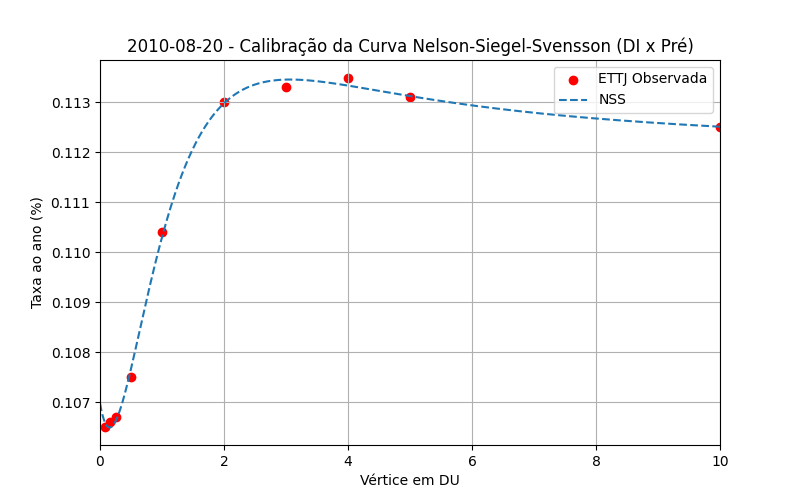 2010-08-20 - Calibração da Curva Nelson-Siegel-Svensson (DI x Pré)
ETTJ Observada
NSS
Taxa ao ano (%)
0.113
0.112
0.111
0.110
0.109
0.108
0.107
0 2 4 6 8 10
Vértice em DU